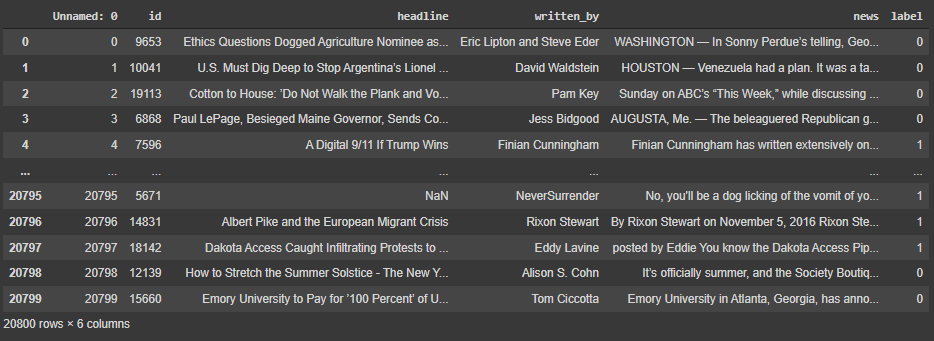 Unnamed: 0 id headline written_by news label
0 0 9653 Ethics Questions Dogged Agriculture Nominee as... Eric Lipton and Steve Eder WASHINGTON — In Sonny Perdue’s telling, Geo... 0
1 1 10041 U.S. Must Dig Deep to Stop Argentina’s Lionel ... David Waldstein HOUSTON — Venezuela had a plan. It was a ta... 0
2 2 19113 Cotton to House: ’Do Not Walk the Plank and Vo... Pam Key Sunday on ABC’s “This Week,” while discussing ... 0
3 3 6868 Paul LePage, Besieged Maine Governor, Sends Co... Jess Bidgood AUGUSTA, Me. — The beleaguered Republican g... 0
4 4 7596 A Digital 9/11 If Trump Wins Finian Cunningham Finian Cunningham has written extensively on... 1
... ... ... ... ... ... ...
20795 20795 5671 NaN NeverSurrender No, you'll be a dog licking of the vomit of yo... 1
20796 20796 14831 Albert Pike and the European Migrant Crisis Rixon Stewart By Rixon Stewart on November 5, 2016 Rixon Ste... 1
20797 20797 18142 Dakota Access Caught Infiltrating Protests to ... Eddy Lavine posted by Eddie You know the Dakota Access Pip... 1
20798 20798 12139 How to Stretch the Summer Solstice - The New Y... Alison S. Cohn It’s officially summer, and the Society Boutiq... 0
20799 20799 15660 Emory University to Pay for ’100 Percent’ of U... Tom Ciccotta Emory University in Atlanta, Georgia, has anno... 0
20800 rows × 6 columns